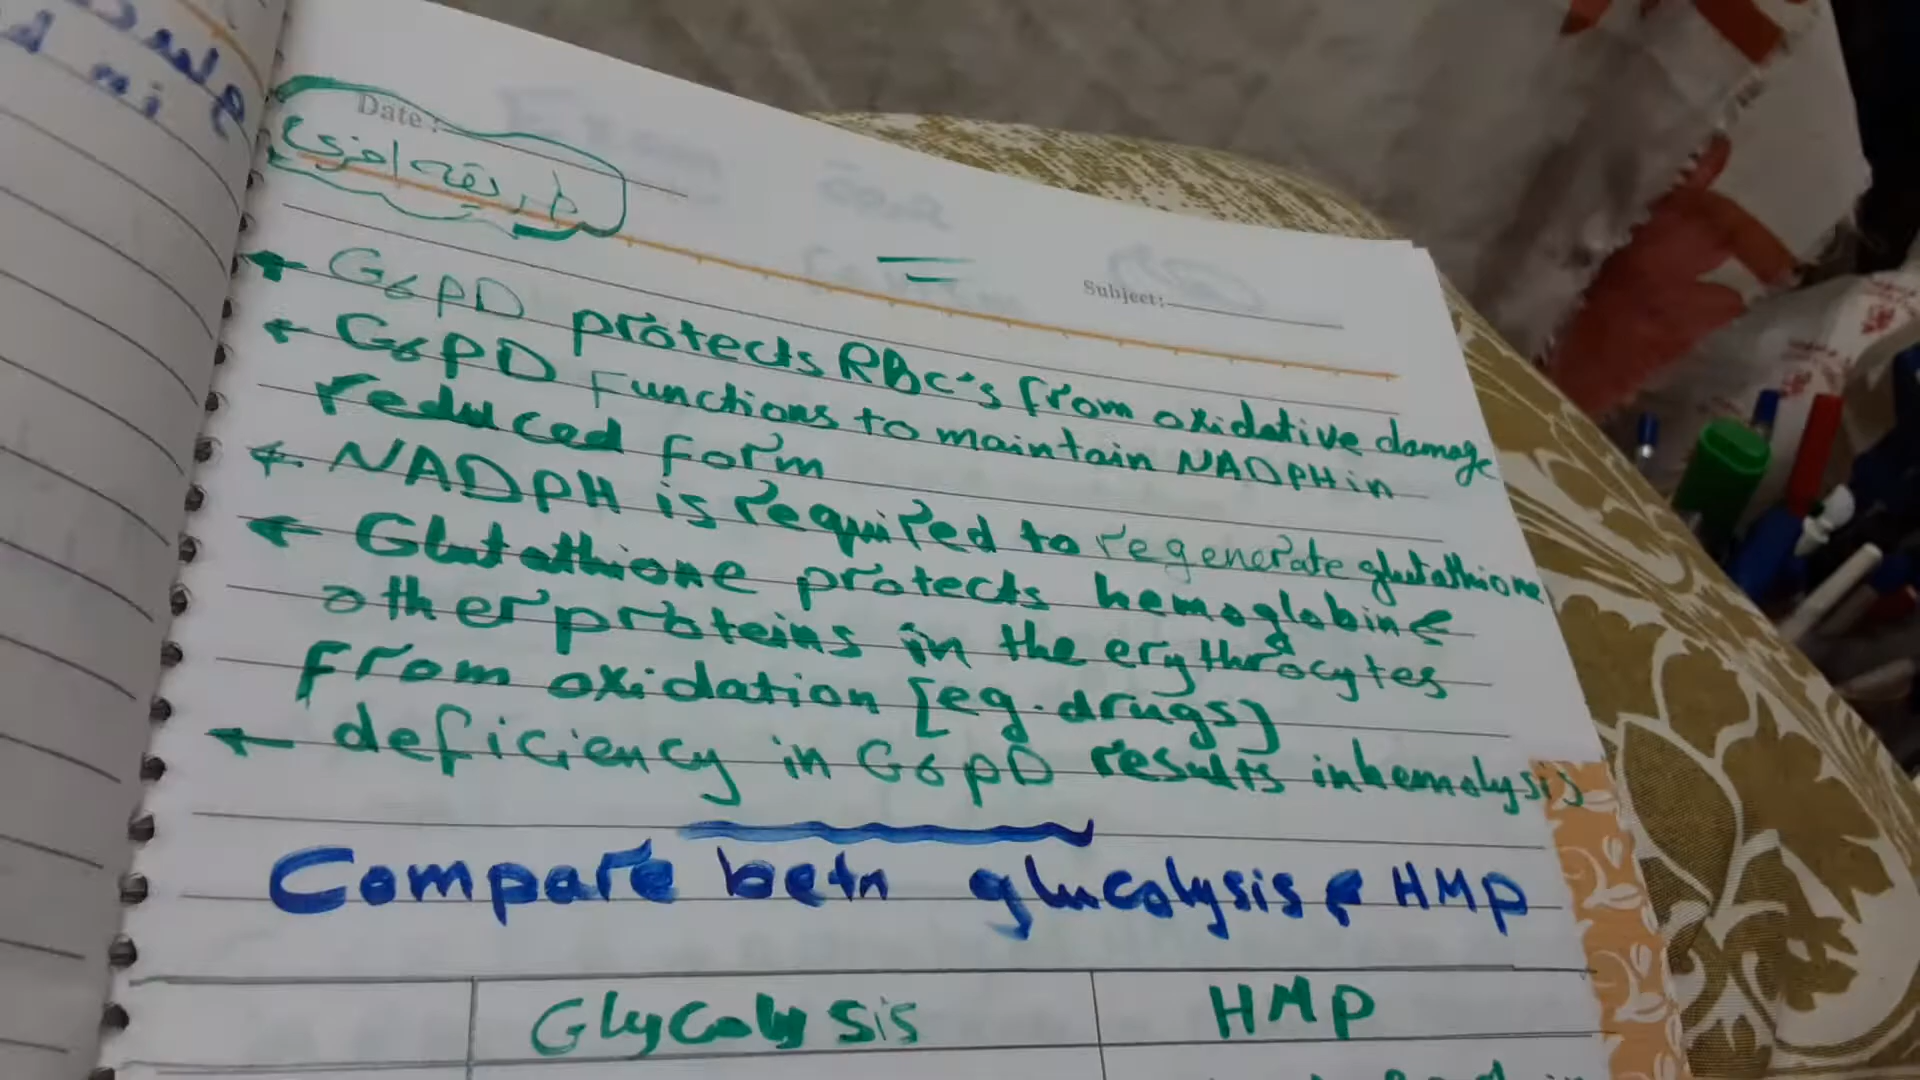 Date:
طريقة اخرى
Subject:
G6PD protects RBc's from oxidative damage
G6PD Functions to maintain NADPH in
reduced form
NADPH is required to regenerate glutathione
Glutathione protects hemoglobin &
other proteins in the erythrocytes
from oxidation [eg. drugs]
deficiency in G6PD results in hemolysis
Compare betn glucolysis & HMP
Glycolysis HMP